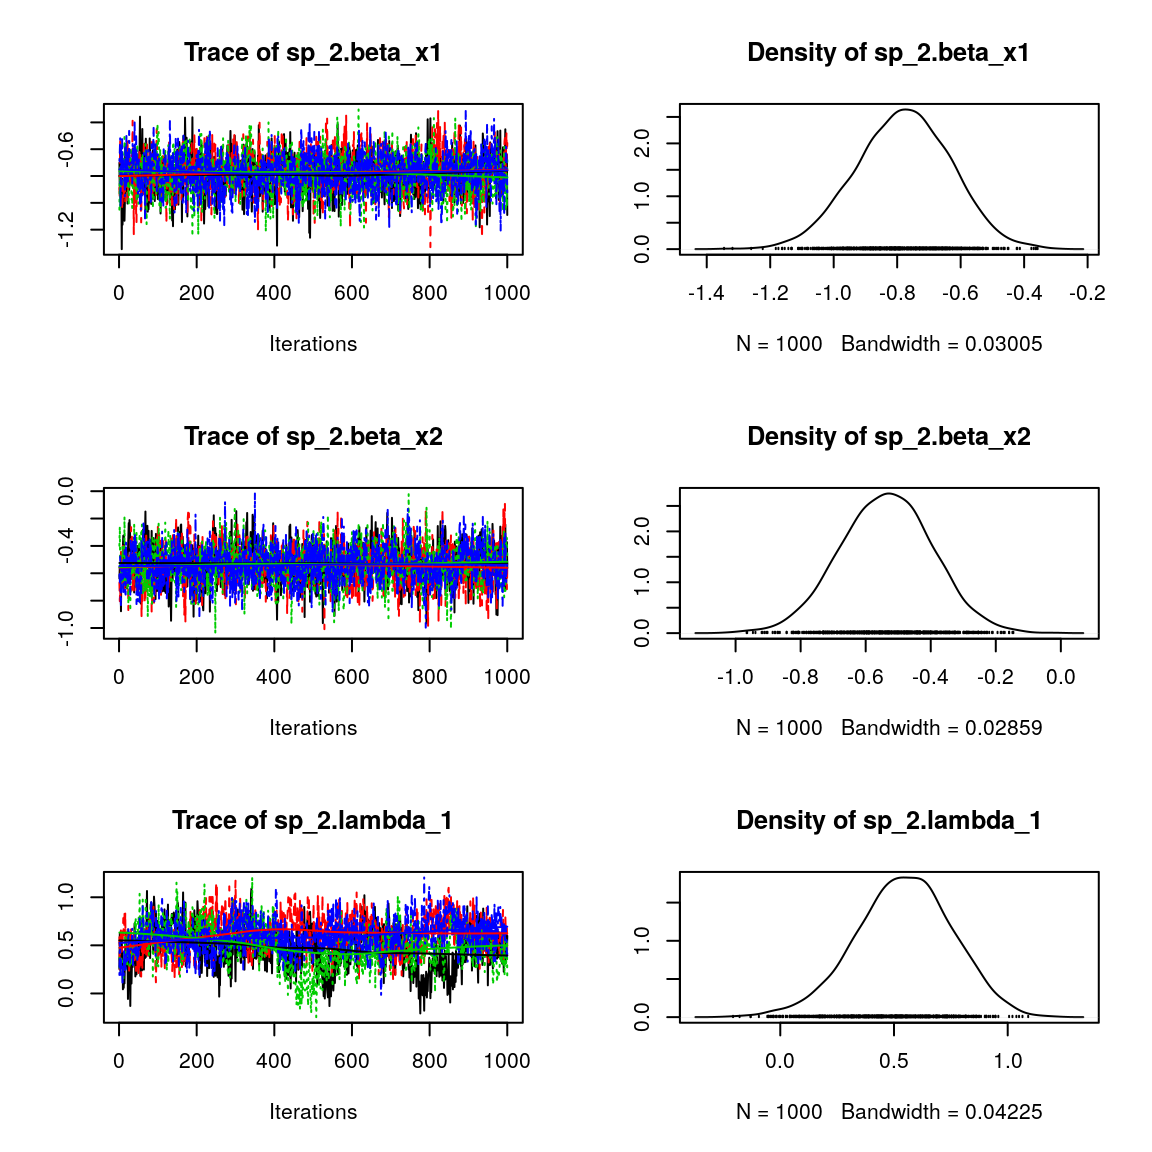 Trace of sp_2.beta_x1
Density of sp_2.beta_x1
-0.6
-1.2
0 200 400 600 800 1000
Iterations
2.0
1.0
0.0
-1.4 -1.2 -1.0 -0.8 -0.6 -0.4 -0.2
N = 1000 Bandwidth = 0.03005
Trace of sp_2.beta_x2
Density of sp_2.beta_x2
0.0
-0.4
-1.0
0 200 400 600 800 1000
Iterations
2.0
1.0
0.0
-1.0 -0.8 -0.6 -0.4 -0.2 0.0
N = 1000 Bandwidth = 0.02859
Trace of sp_2.lambda_1
Density of sp_2.lambda_1
1.0
0.5
0.0
0 200 400 600 800 1000
Iterations
1.0
0.0
0.0 0.5 1.0
N = 1000 Bandwidth = 0.04225